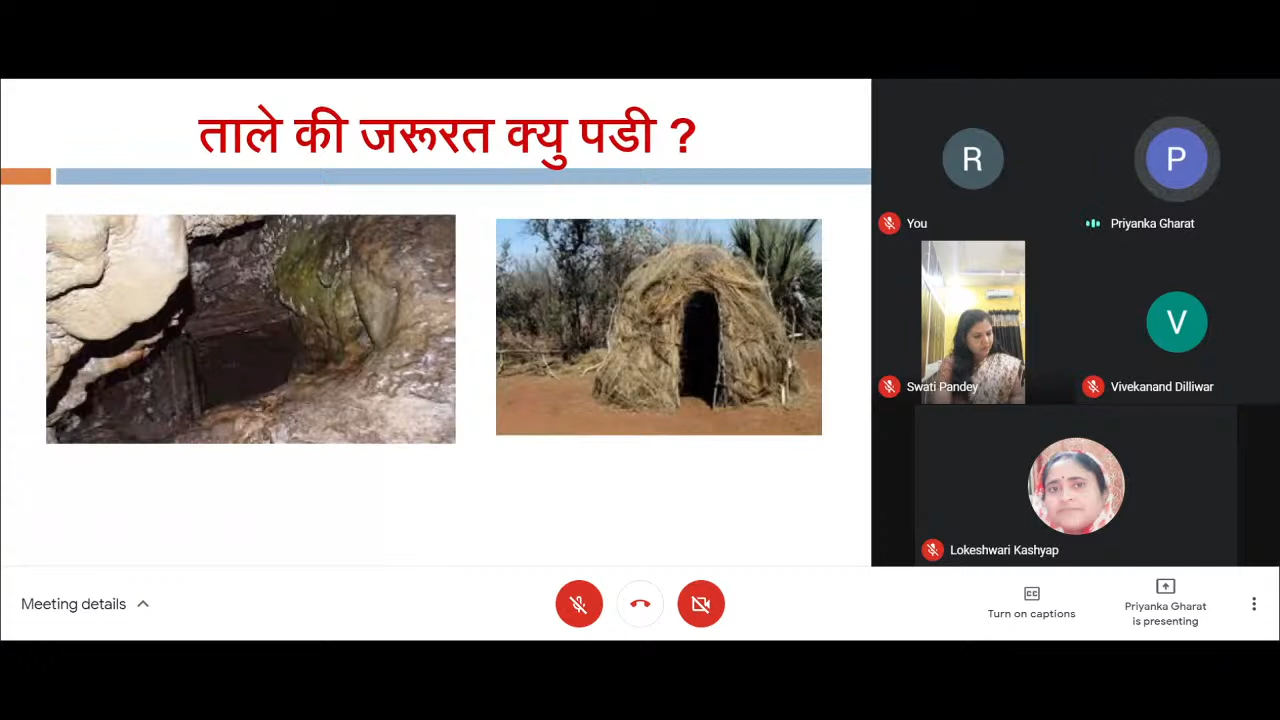 ताले की जरूरत क्यु पडी ?
R
P
You
Priyanka Gharat
V
Swati Pandey
Vivekanand Dilliwar
Lokeshwari Kashyap
Meeting details
CC
Turn on captions
Priyanka Gharat
is presenting